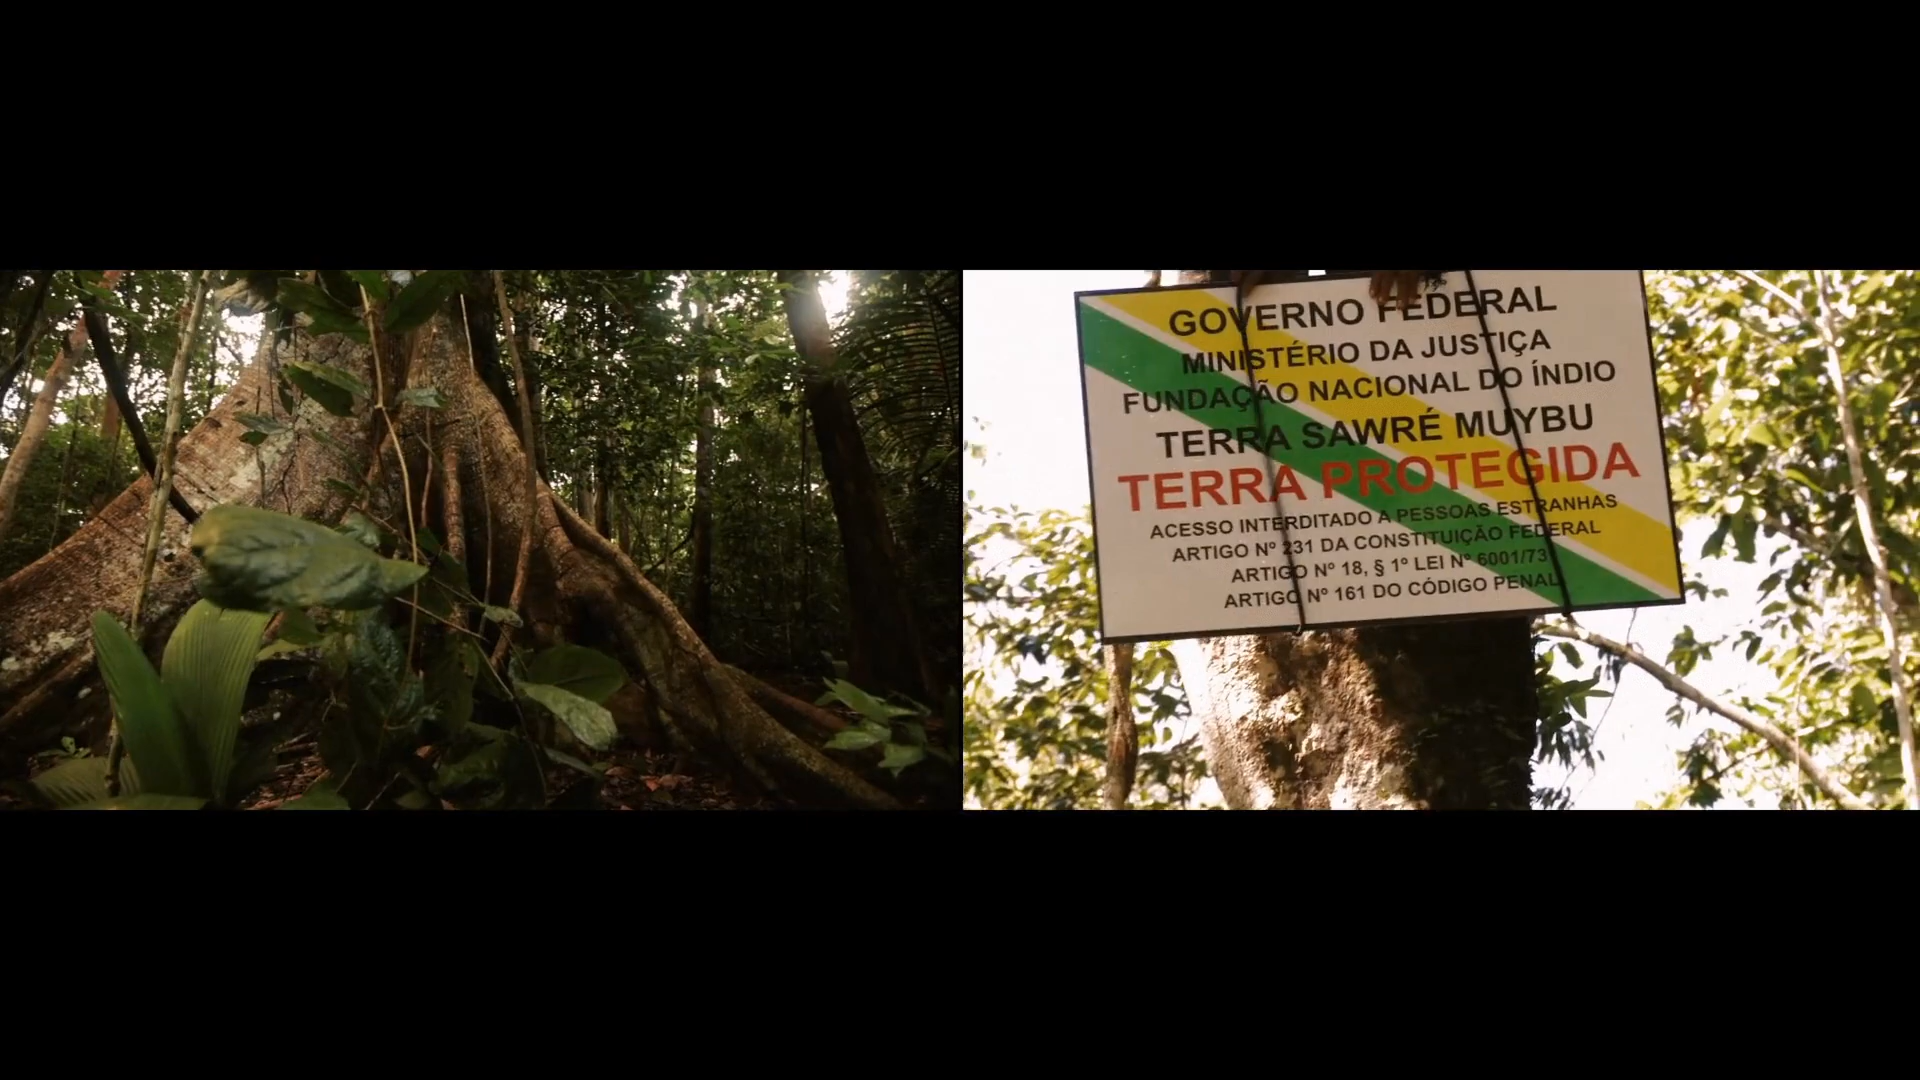 GOVERNO FEDERAL
MINISTÉRIO DA JUSTIÇA
FUNDAÇÃO NACIONAL DO ÍNDIO
TERRA SAWRÉ MUYBU
TERRA PROTEGIDA
ACESSO INTERDITADO A PESSOAS ESTRANHAS
ARTIGO Nº 231 DA CONSTITUIÇÃO FEDERAL
ARTIGO Nº 18, § 1º LEI Nº 6001/73
ARTIGO Nº 161 DO CÓDIGO PENAL